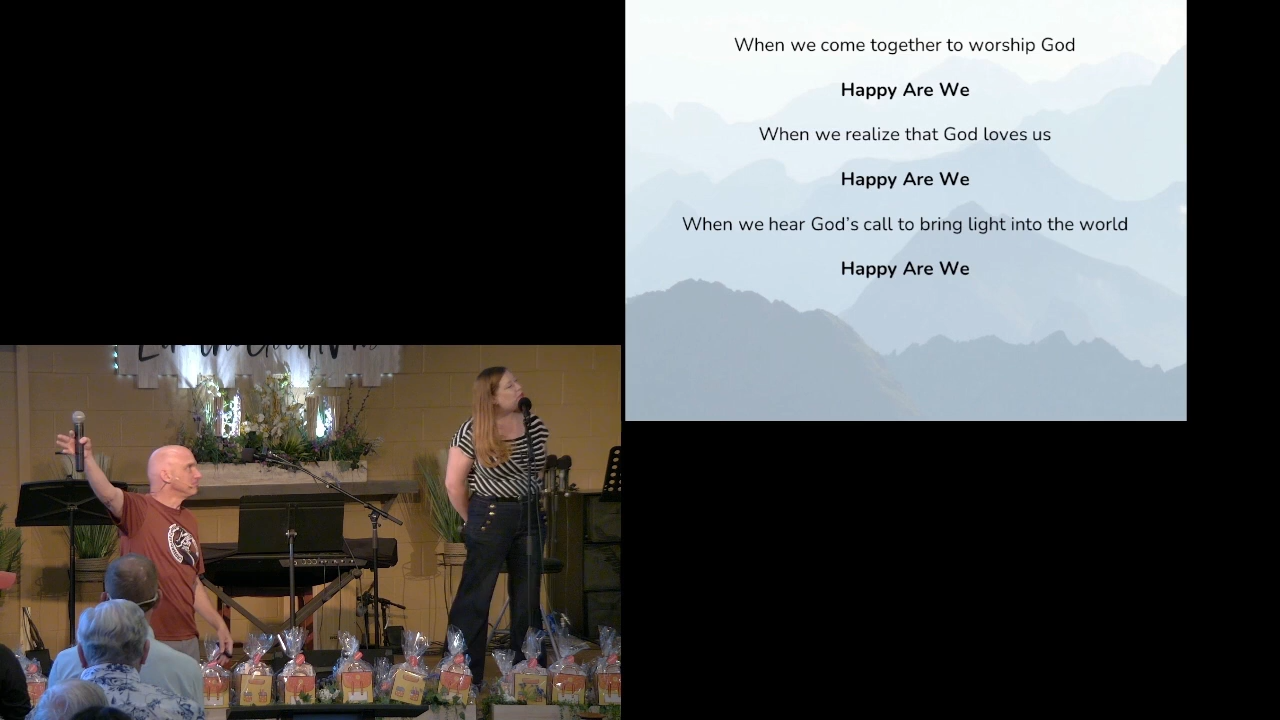 When we come together to worship God
Happy Are We
When we realize that God loves us
Happy Are We
When we hear God's call to bring light into the world
Happy Are We